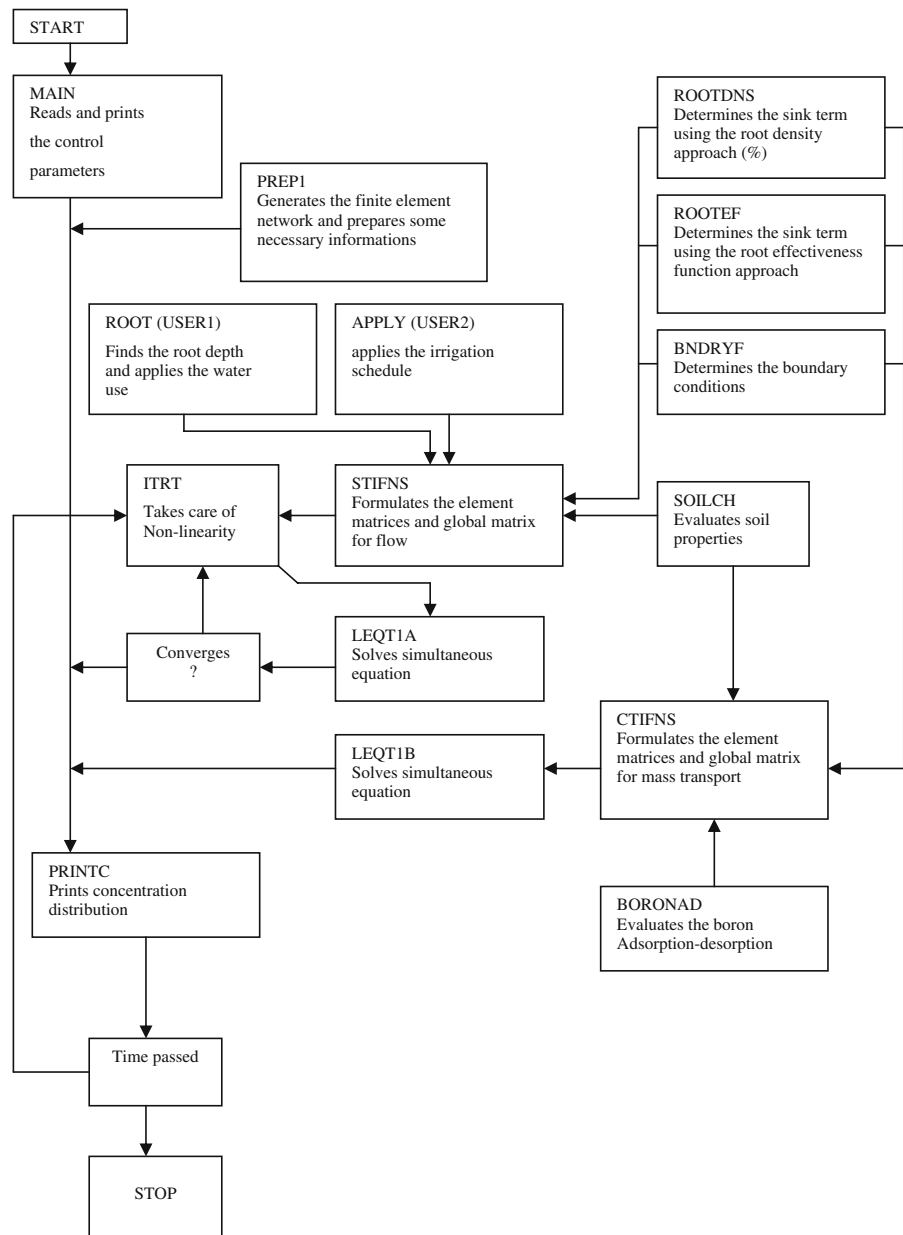 START
MAIN
Reads and prints
the control
parameters
ROOTDNS
Determines the sink term
using the root density
approach (%)
PREP1
Generates the finite element
network and prepares some
necessary informations
ROOTEF
Determines the sink term
using the root effectiveness
function approach
ROOT (USER1)
Finds the root depth
and applies the water
use
APPLY (USER2)
applies the irrigation
schedule
BNDRYF
Determines the boundary
conditions
ITRT
Takes care of
Non-linearity
STIFNS
Formulates the element
matrices and global matrix
for flow
SOILCH
Evaluates soil
properties
Converges
?
LEQT1A
Solves simultaneous
equation
CTIFNS
Formulates the element
matrices and global matrix
for mass transport
LEQT1B
Solves simultaneous
equation
PRINTC
Prints concentration
distribution
BORONAD
Evaluates the boron
Adsorption-desorption
Time passed
STOP